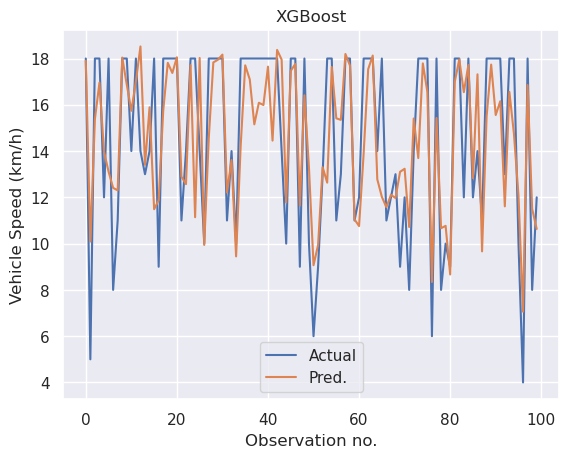 XGBoost
Vehicle Speed (km/h)
18
16
14
12
10
8
6
4
Actual
Pred.
0 20 40 60 80 100
Observation no.